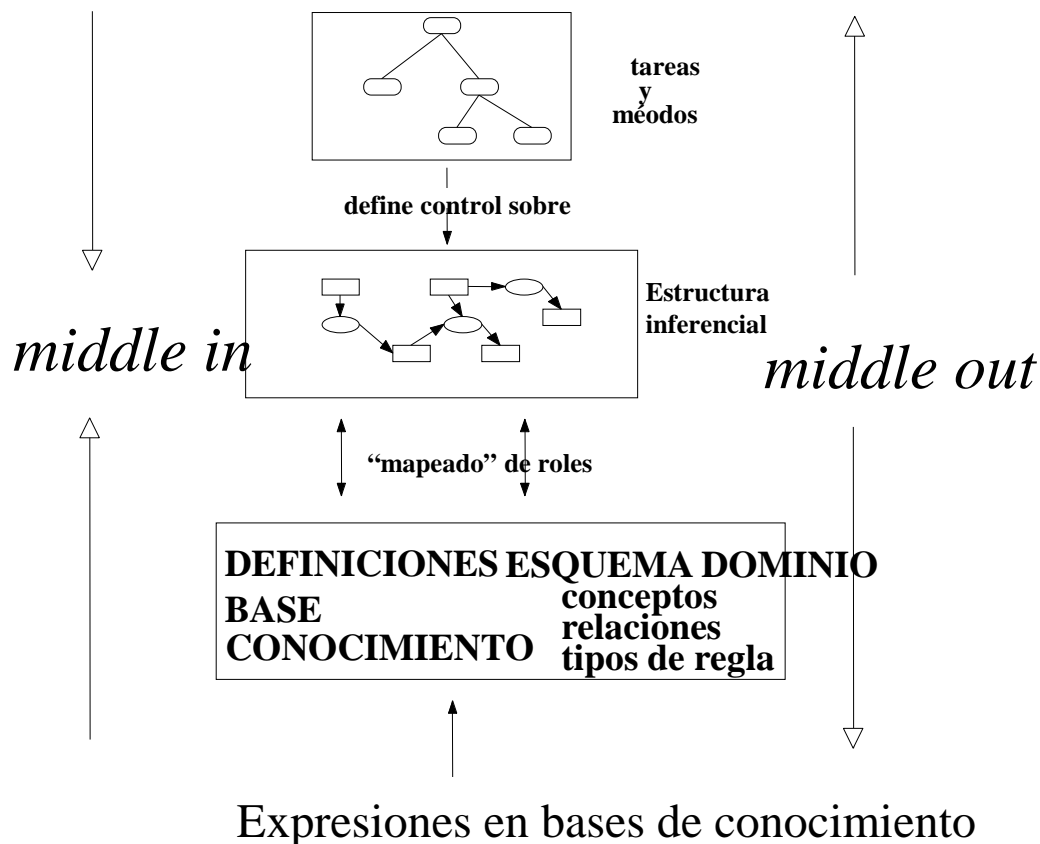 tareas
y
méodos
define control sobre
Estructura
inferencial
middle in
middle out
“mapeado” de roles
DEFINICIONES ESQUEMA DOMINIO
BASE
CONOCIMIENTO
conceptos
relaciones
tipos de regla
Expresiones en bases de conocimiento